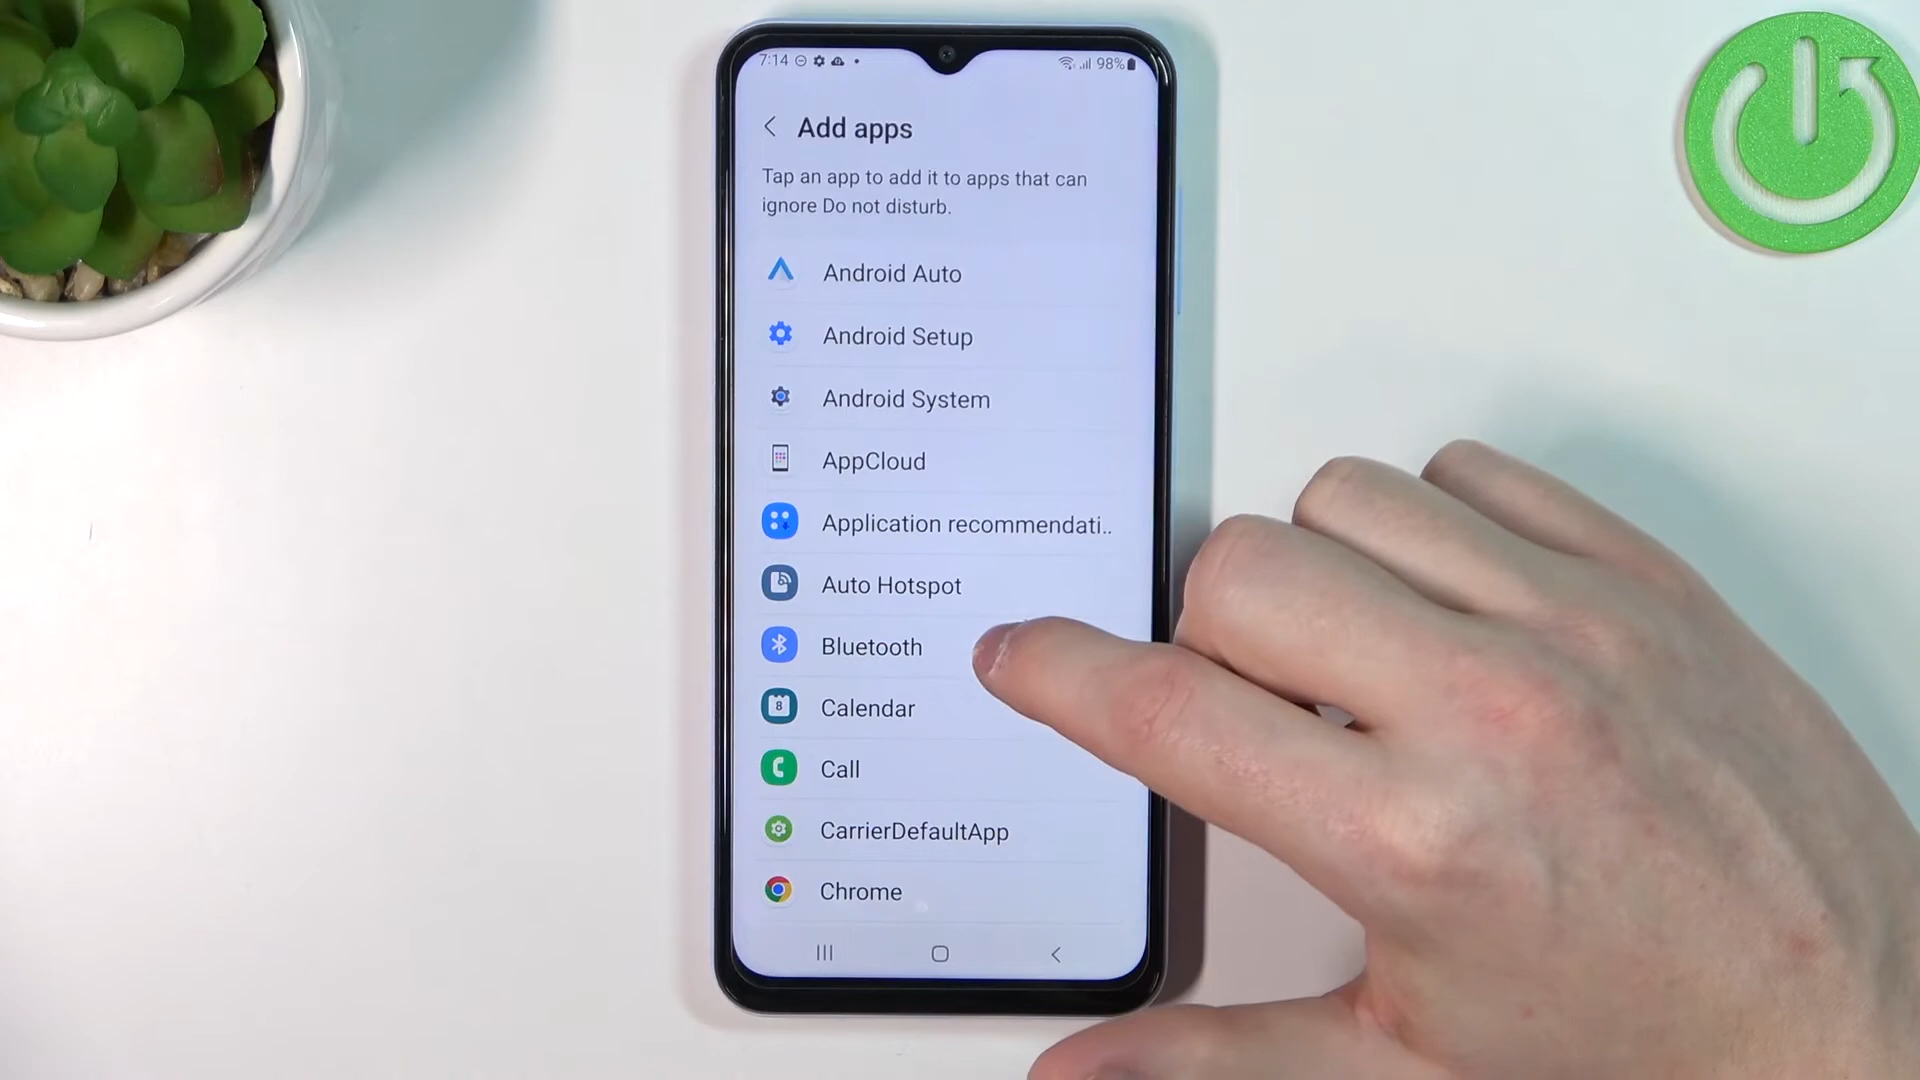 7:14
98%
Add apps
Tap an app to add it to apps that can
ignore Do not disturb.
Android Auto
Android Setup
Android System
AppCloud
Application recommendati..
Auto Hotspot
Bluetooth
8
Calendar
Call
CarrierDefaultApp
Chrome